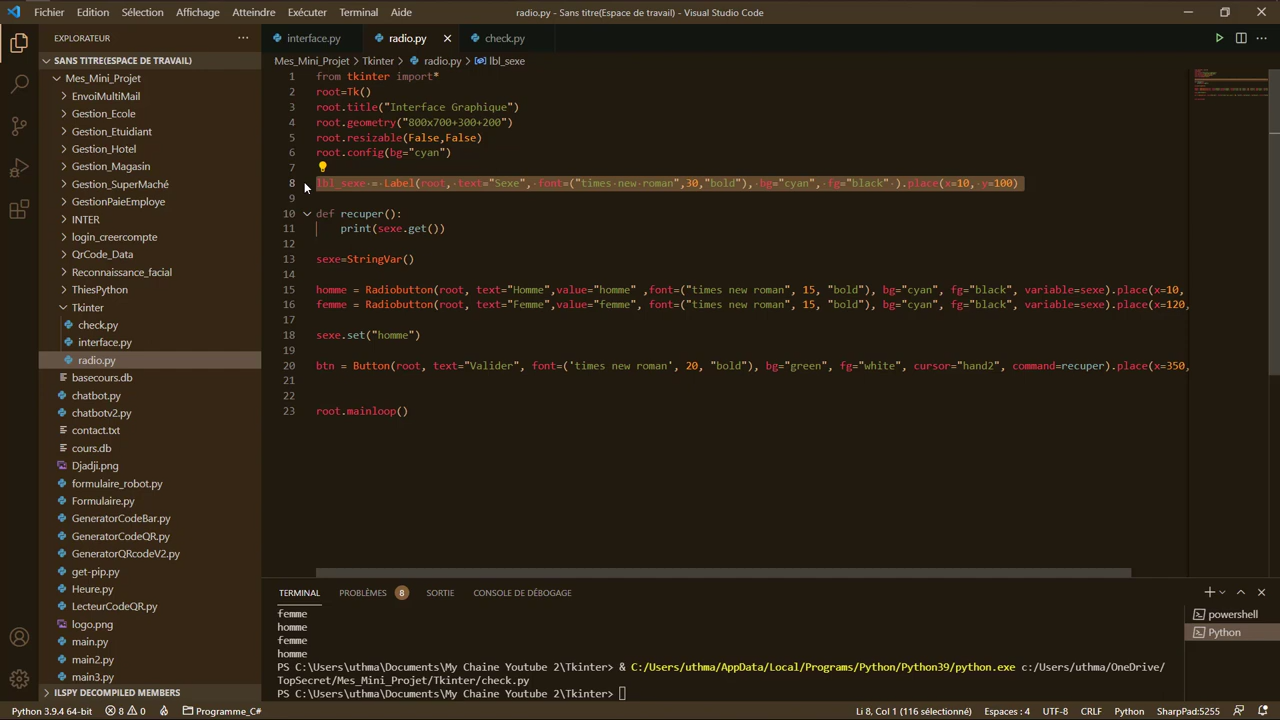 Fichier Edition Sélection Affichage Atteindre Exécuter Terminal Aide radio.py - Sans titre(Espace de travail) - Visual Studio Code
EXPLORATEUR
SANS TITRE(ESPACE DE TRAVAIL)
Mes_Mini_Projet
EnvoiMultiMail
Gestion_Ecole
Gestion_Etuidiant
Gestion_Hotel
Gestion_Magasin
Gestion_SuperMaché
GestionPaieEmploye
INTER
login_creercompte
QrCode_Data
Reconnaissance_facial
ThiesPython
Tkinter
check.py
interface.py
radio.py
basecours.db
chatbot.py
chatbotv2.py
contact.txt
cours.db
Djadji.png
formulaire_robot.py
Formulaire.py
GeneratorCodeBar.py
GeneratorCodeQR.py
GeneratorQRcodeV2.py
get-pip.py
Heure.py
LecteurCodeQR.py
logo.png
main.py
main2.py
main3.py
ILSPY DECOMPILED MEMBERS
interface.py radio.py check.py
Mes_Mini_Projet > Tkinter > radio.py > lbl_sexe
1 from tkinter import*
2 root=Tk()
3 root.title("Interface Graphique")
4 root.geometry("800x700+300+200")
5 root.resizable(False,False)
6 root.config(bg="cyan")
7
8 lbl_sexe = Label(root, text="Sexe", font=("times new roman",30,"bold"), bg="cyan", fg="black" ).place(x=10, y=100)
9
10 def recuper():
11 print(sexe.get())
12
13 sexe=StringVar()
14
15 homme = Radiobutton(root, text="Homme",value="homme" ,font=("times new roman", 15, "bold"), bg="cyan", fg="black", variable=sexe).place(x=10,
16 femme = Radiobutton(root, text="Femme",value="femme", font=("times new roman", 15, "bold"), bg="cyan", fg="black", variable=sexe).place(x=120,
17
18 sexe.set("homme")
19
20 btn = Button(root, text="Valider", font=('times new roman', 20, "bold"), bg="green", fg="white", cursor="hand2", command=recuper).place(x=350,
21
22
23 root.mainloop()
TERMINAL PROBLÈMES 8 SORTIE CONSOLE DE DÉBOGAGE
femme
homme
femme
homme
PS C:\Users\uthma\Documents\My Chaine Youtube 2\Tkinter> & C:/Users/uthma/AppData/Local/Programs/Python/Python39/python.exe c:/Users/uthma/OneDrive/
TopSecret/Mes_Mini_Projet/Tkinter/check.py
PS C:\Users\uthma\Documents\My Chaine Youtube 2\Tkinter>
powershell
Python
Python 3.9.4 64-bit 8 0 Programme_C# Li 8, Col 1 (116 sélectionné) Espaces : 4 UTF-8 CRLF Python SharpPad:5255